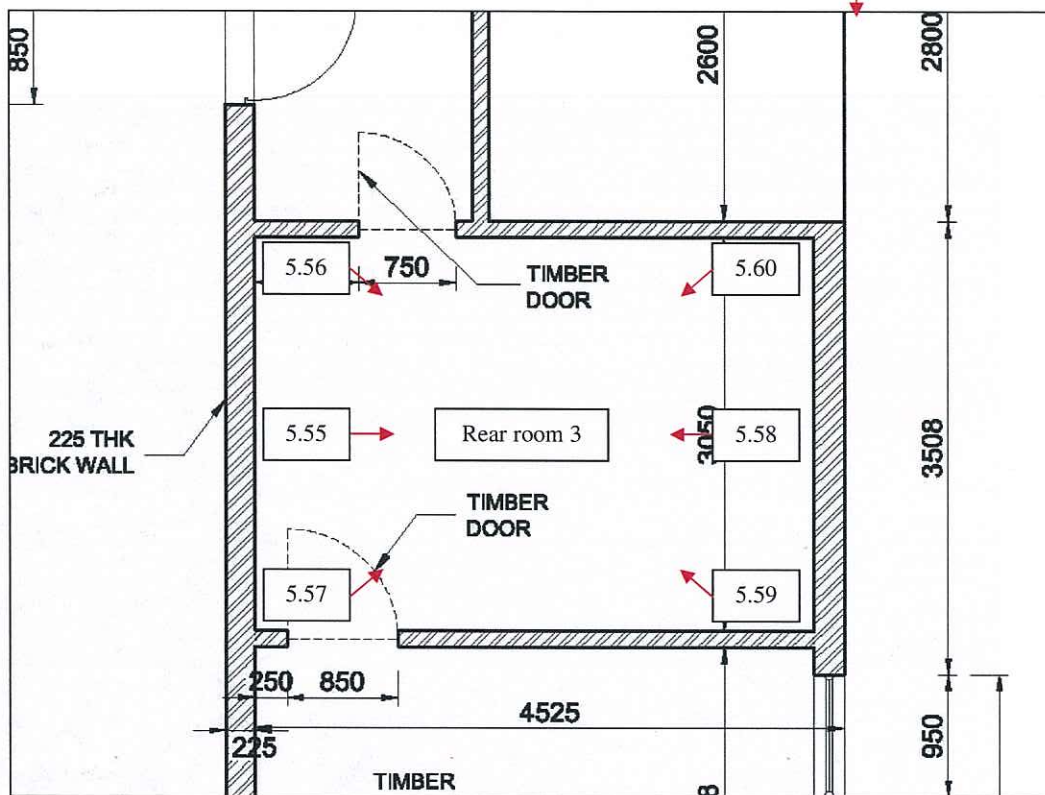 850
2600
2800
5.56
750
TIMBER
DOOR
5.60
225 THK
BRICK WALL
5.55
Rear room 3
3050
5.58
3508
TIMBER
DOOR
5.57
5.59
250
850
4525
225
950
TIMBER
8